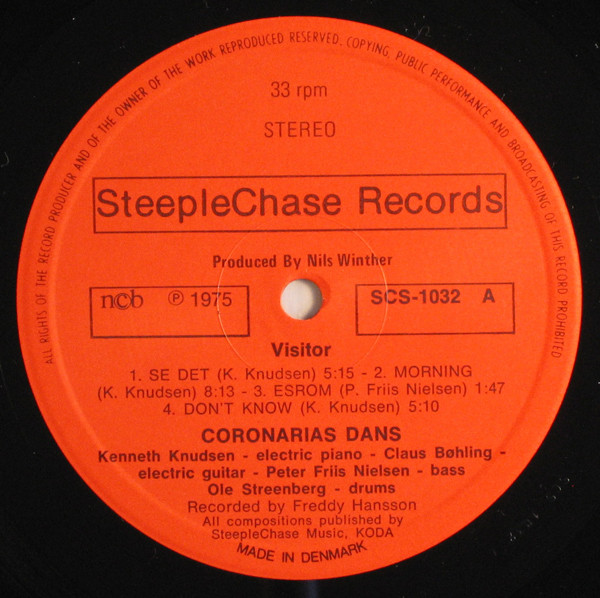 ALL RIGHTS OF THE RECORD PRODUCER AND OF THE OWNER OF THE WORK REPRODUCED RESERVED. COPYING, PUBLIC PERFORMANCE AND BROADCASTING OF THIS RECORD PROHIBITED
33 rpm
STEREO
SteepleChase Records
Produced By Nils Winther
ncb ℗ 1975 SCS-1032 A
Visitor
1. SE DET (K. Knudsen) 5:15 - 2. MORNING
(K. Knudsen) 8:13 - 3. ESROM (P. Friis Nielsen) 1:47
4. DON'T KNOW (K. Knudsen) 5:10
CORONARIAS DANS
Kenneth Knudsen - electric piano - Claus Bøhling -
electric guitar - Peter Friis Nielsen - bass
Ole Streenberg - drums
Recorded by Freddy Hansson
All compositions published by
SteepleChase Music, KODA
MADE IN DENMARK